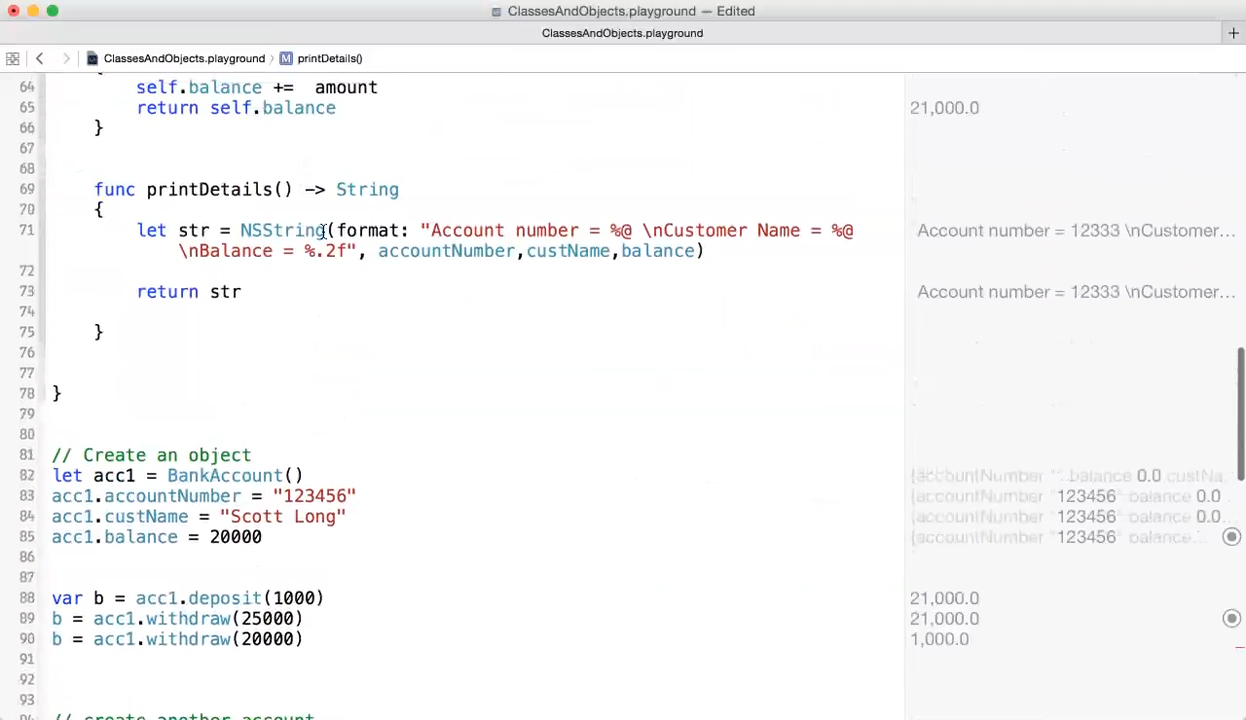 ClassesAndObjects.playground — Edited
ClassesAndObjects.playground
ClassesAndObjects.playground printDetails()
64 self.balance += amount
65 return self.balance 21,000.0
66 }
67
68
69 func printDetails() -> String
70 {
71 let str = NSString(format: "Account number = %@ \nCustomer Name = %@ Account number = 12333 \nCustomer...
\nBalance = %.2f", accountNumber,custName,balance)
72
73 return str Account number = 12333 \nCustomer...
74
75 }
76
77
78 }
79
80
81 // Create an object
82 let acc1 = BankAccount() {accountNumber "" balance 0.0 custNa...
83 acc1.accountNumber = "123456" {accountNumber "123456" balance 0.0...
84 acc1.custName = "Scott Long" {accountNumber "123456" balance 0.0...
85 acc1.balance = 20000 {accountNumber "123456" balance...
86
87
88 var b = acc1.deposit(1000) 21,000.0
89 b = acc1.withdraw(25000) 21,000.0
90 b = acc1.withdraw(20000) 1,000.0
91
92
93
// create another account